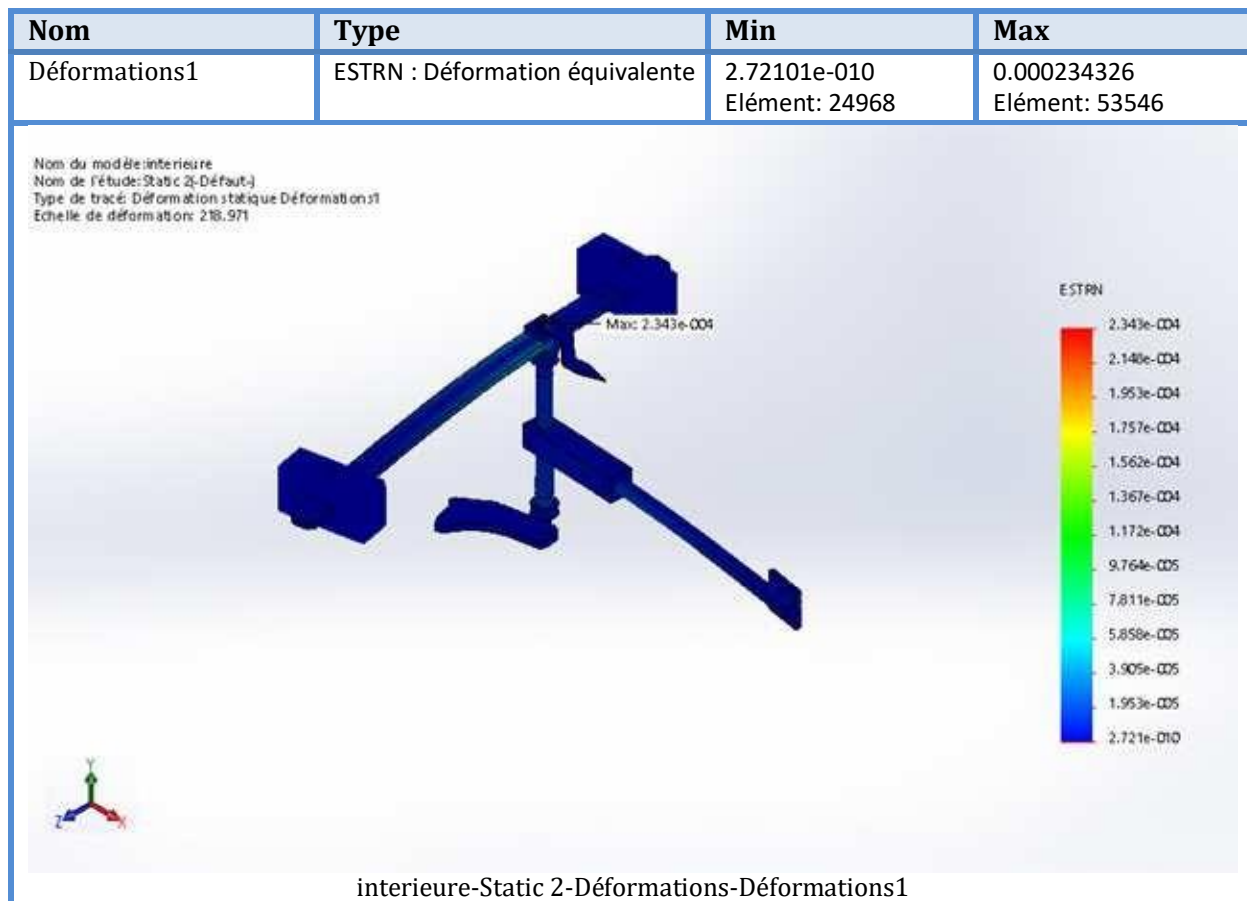 Nom Type Min Max
Déformations1 ESTRN : Déformation équivalente 2.72101e-010 0.000234326
Elément: 24968 Elément: 53546
Nom du modèle:interieure
Nom de l'étude:Static 2(-Défaut-)
Type de tracé: Déformation statique Déformations1
Echelle de déformation: 218.971
Max: 2.343e-004
ESTRN
2.343e-004
2.148e-004
1.953e-004
1.757e-004
1.562e-004
1.367e-004
1.172e-004
9.764e-005
7.811e-005
5.858e-005
3.905e-005
1.953e-005
2.721e-010
Y
Z X
interieure-Static 2-Déformations-Déformations1